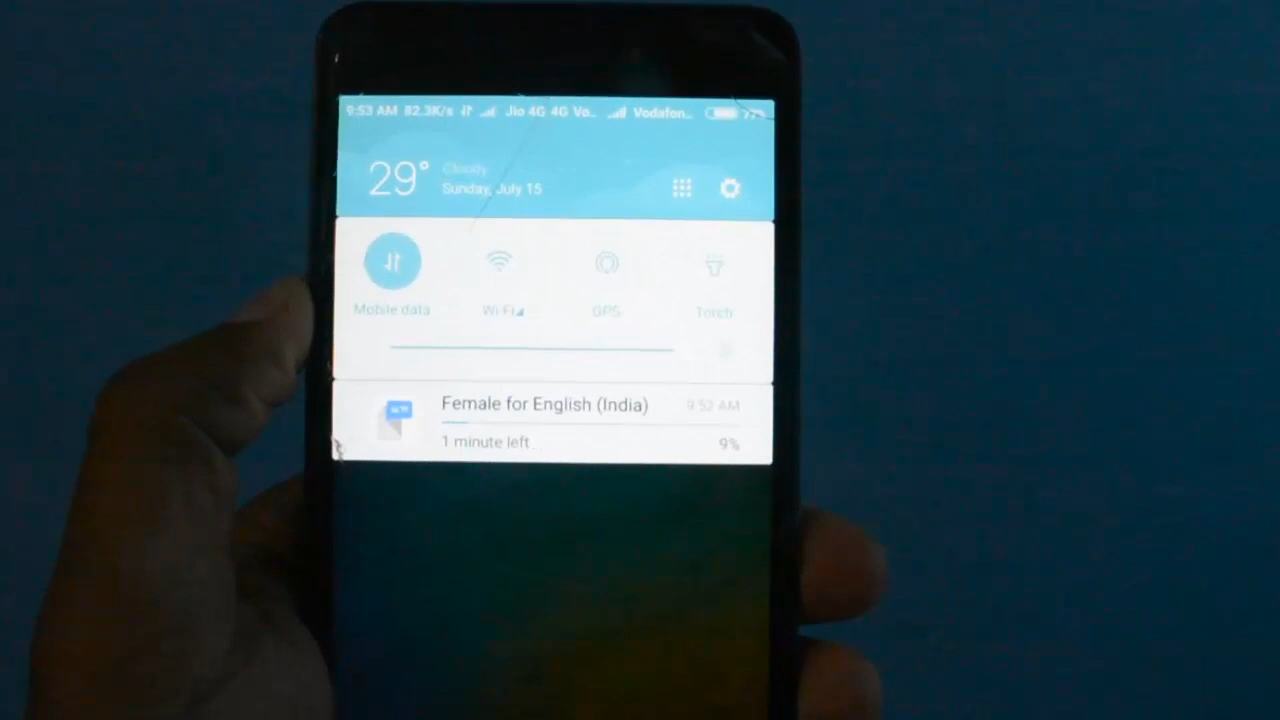 9:53 AM 82.3K/s Jio 4G 4G Vo... Vodafon...
29° Cloudy
Sunday, July 15
Mobile data Wi-Fi GPS Torch
Female for English (India) 9:52 AM
1 minute left 9%